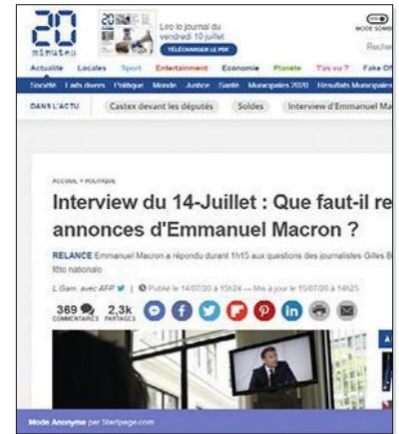 20
minutes
Lire le journal du
vendredi 10 juillet
TÉLÉCHARGER LE PDF
MODE SOMB
Reche
Actualité Locales Sport Entertainment Economie Planete T'as vu ? Fake Of
Société Faits divers Politique Monde Justice Santé Municipales 2020 Résultats Municipales
DANS L'ACTU Castex devant les députés Soldes Interview d'Emmanuel Ma
ACCUEIL > POLITIQUE
Interview du 14-Juillet : Que faut-il re
annonces d'Emmanuel Macron ?
RELANCE Emmanuel Macron a répondu durant 1h15 aux questions des journalistes Gilles B
fête nationale
L.Gam. avec AFP | Publié le 14/07/20 à 15h24 — Mis à jour le 15/07/20 à 14h25
369 2,3k
COMMENTAIRES PARTAGES
A
Mode Anonyme par Startpage.com